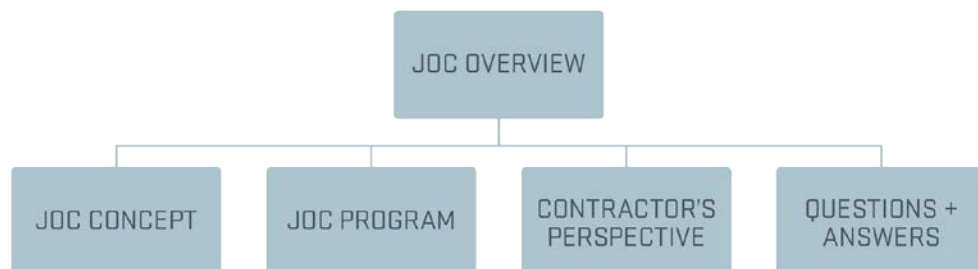 JOC OVERVIEW
JOC CONCEPT
JOC PROGRAM
CONTRACTOR'S
PERSPECTIVE
QUESTIONS +
ANSWERS